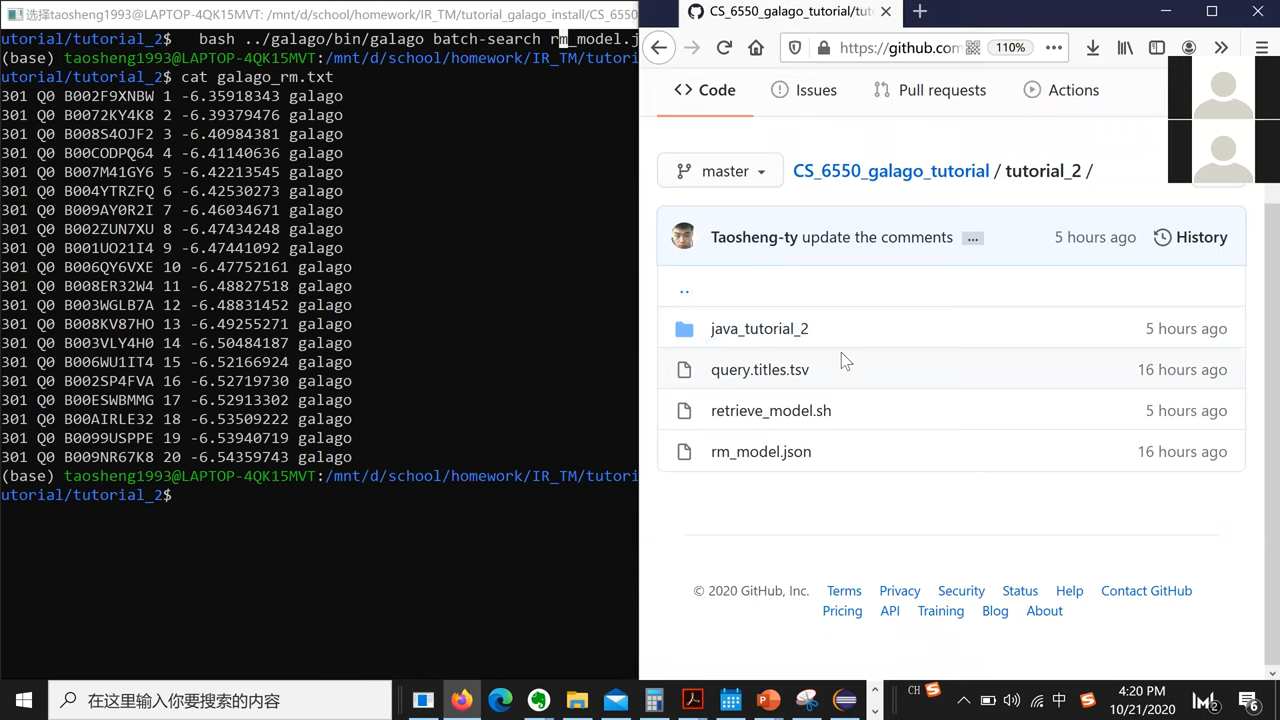 选择taosheng1993@LAPTOP-4QK15MVT: /mnt/d/school/homework/IR_TM/tutorial_galago_install/CS_6550
utorial/tutorial_2$ bash ../galago/bin/galago batch-search rm_model.j
(base) taosheng1993@LAPTOP-4QK15MVT:/mnt/d/school/homework/IR_TM/tutori
utorial/tutorial_2$ cat galago_rm.txt
301 Q0 B002F9XNBW 1 -6.35918343 galago
301 Q0 B0072KY4K8 2 -6.39379476 galago
301 Q0 B008S4OJF2 3 -6.40984381 galago
301 Q0 B00CODPQ64 4 -6.41140636 galago
301 Q0 B007M41GY6 5 -6.42213545 galago
301 Q0 B004YTRZFQ 6 -6.42530273 galago
301 Q0 B009AY0R2I 7 -6.46034671 galago
301 Q0 B002ZUN7XU 8 -6.47434248 galago
301 Q0 B001UO21I4 9 -6.47441092 galago
301 Q0 B006QY6VXE 10 -6.47752161 galago
301 Q0 B008ER32W4 11 -6.48827518 galago
301 Q0 B003WGLB7A 12 -6.48831452 galago
301 Q0 B008KV87HO 13 -6.49255271 galago
301 Q0 B003VLY4H0 14 -6.50484187 galago
301 Q0 B006WU1IT4 15 -6.52166924 galago
301 Q0 B002SP4FVA 16 -6.52719730 galago
301 Q0 B00ESWBMMG 17 -6.52913302 galago
301 Q0 B00AIRLE32 18 -6.53509222 galago
301 Q0 B0099USPPE 19 -6.53940719 galago
301 Q0 B009NR67K8 20 -6.54359743 galago
(base) taosheng1993@LAPTOP-4QK15MVT:/mnt/d/school/homework/IR_TM/tutori
utorial/tutorial_2$
CS_6550_galago_tutorial/tut
https://github.com 110%
Code Issues Pull requests Actions
master CS_6550_galago_tutorial / tutorial_2 /
Taosheng-ty update the comments ... 5 hours ago History
..
java_tutorial_2 5 hours ago
query.titles.tsv 16 hours ago
retrieve_model.sh 5 hours ago
rm_model.json 16 hours ago
© 2020 GitHub, Inc. Terms Privacy Security Status Help Contact GitHub
Pricing API Training Blog About
在这里输入你要搜索的内容
CH 中 4:20 PM
10/21/2020 2 6